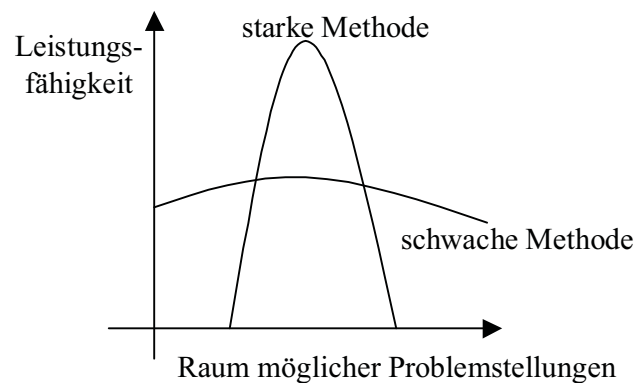 starke Methode
Leistungs-
fähigkeit
schwache Methode
Raum möglicher Problemstellungen